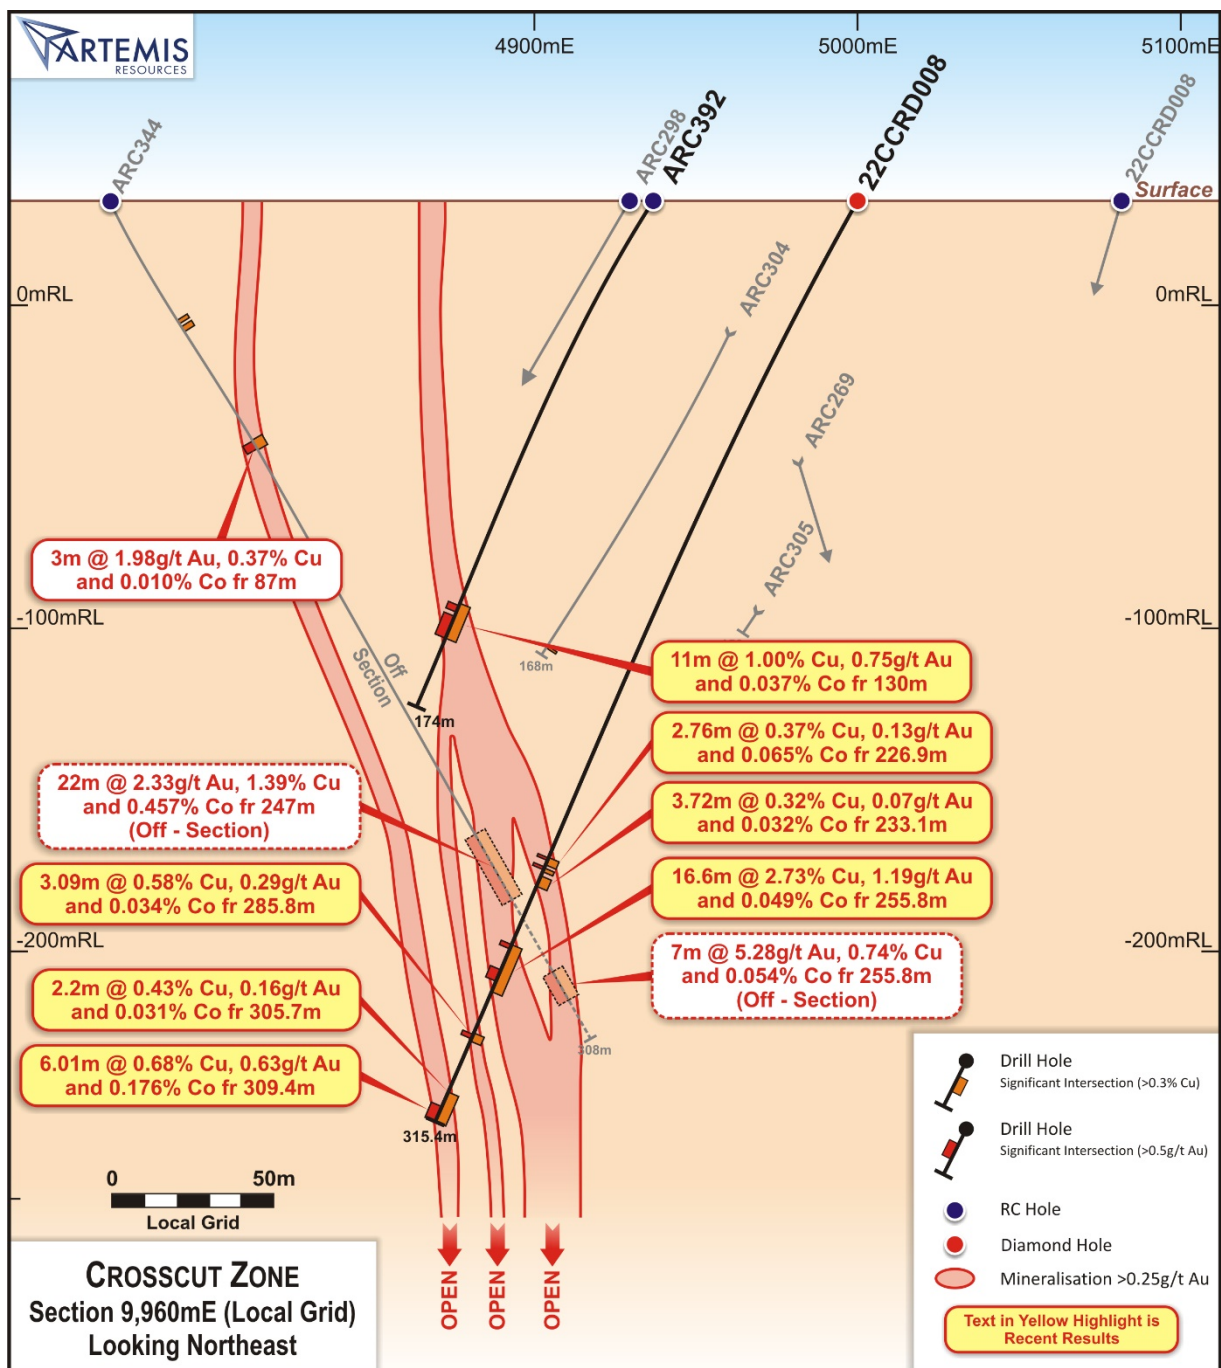 ARTEMIS
RESOURCES
4900mE
5000mE
5100mE
ARC344
ARC298
ARC392
22CCRD008
22CCRD008
Surface
0mRL
0mRL
ARC304
ARC269
ARC305
3m @ 1.98g/t Au, 0.37% Cu
and 0.010% Co fr 87m
-100mRL
-100mRL
Off
Section
168m
174m
11m @ 1.00% Cu, 0.75g/t Au
and 0.037% Co fr 130m
2.76m @ 0.37% Cu, 0.13g/t Au
and 0.065% Co fr 226.9m
22m @ 2.33g/t Au, 1.39% Cu
and 0.457% Co fr 247m
(Off - Section)
3.72m @ 0.32% Cu, 0.07g/t Au
and 0.032% Co fr 233.1m
3.09m @ 0.58% Cu, 0.29g/t Au
and 0.034% Co fr 285.8m
16.6m @ 2.73% Cu, 1.19g/t Au
and 0.049% Co fr 255.8m
-200mRL
-200mRL
7m @ 5.28g/t Au, 0.74% Cu
and 0.054% Co fr 255.8m
(Off - Section)
2.2m @ 0.43% Cu, 0.16g/t Au
and 0.031% Co fr 305.7m
308m
6.01m @ 0.68% Cu, 0.63g/t Au
and 0.176% Co fr 309.4m
315.4m
0
50m
Local Grid
OPEN
OPEN
OPEN
CROSSCUT ZONE
Section 9,960mE (Local Grid)
Looking Northeast
Drill Hole
Significant Intersection (>0.3% Cu)
Drill Hole
Significant Intersection (>0.5g/t Au)
RC Hole
Diamond Hole
Mineralisation >0.25g/t Au
Text in Yellow Highlight is
Recent Results